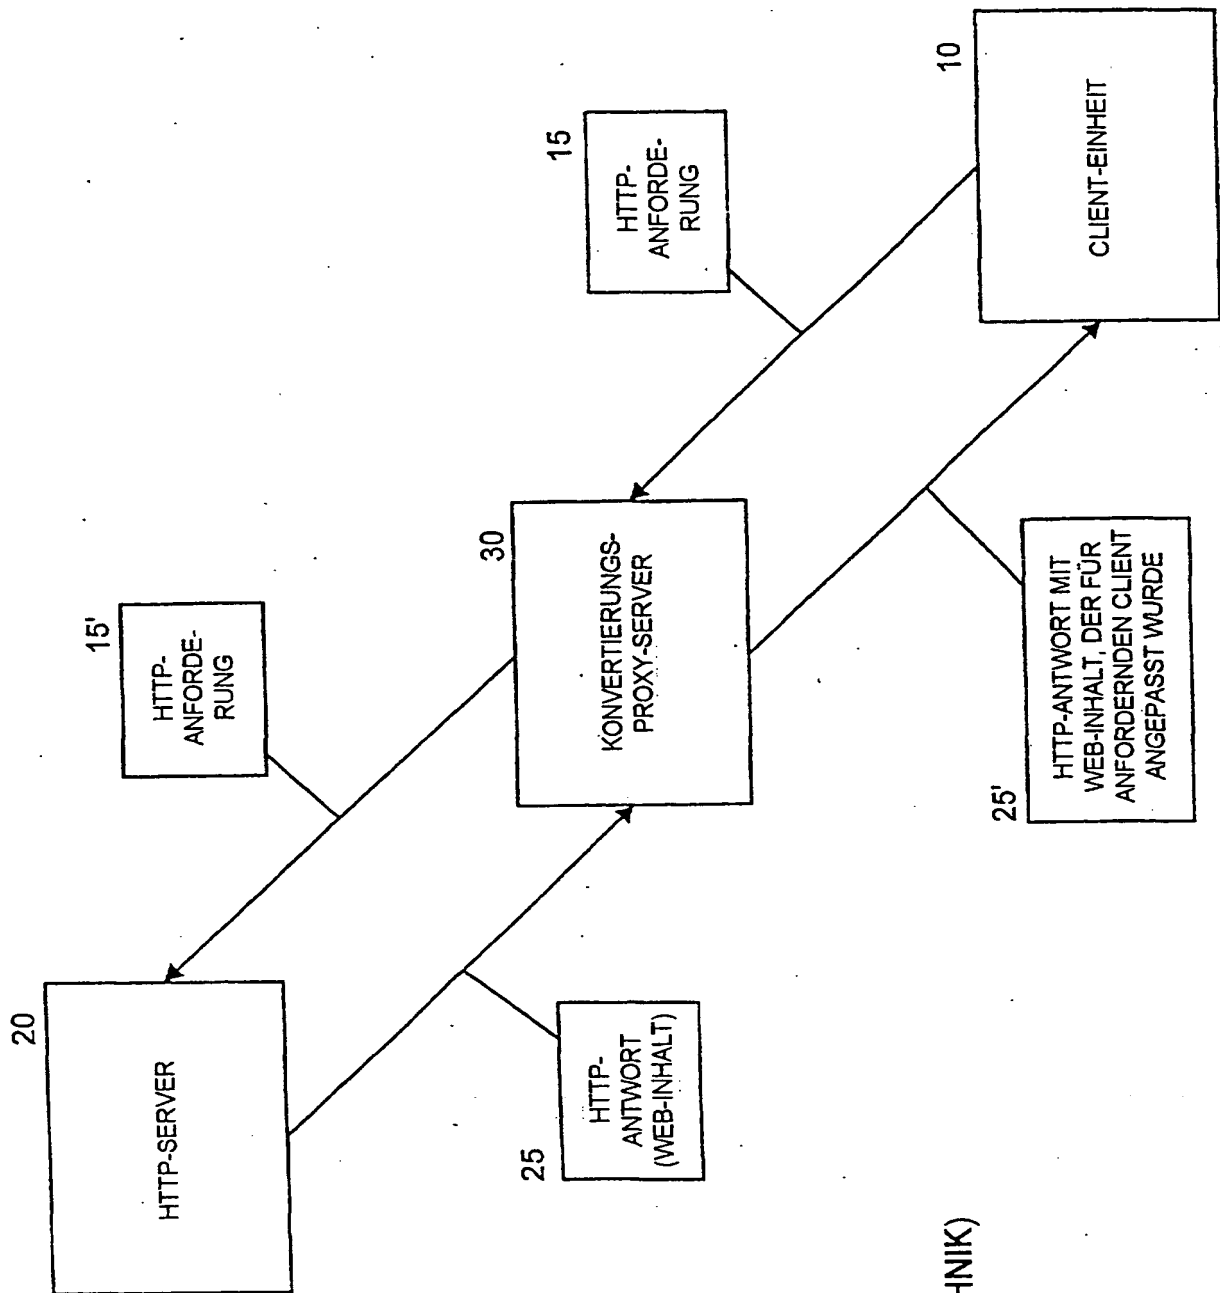 20
HTTP-SERVER
15'
HTTP-
ANFORDE-
RUNG
25
HTTP-
ANTWORT
(WEB-INHALT)
30
KONVERTIERUNGS-
PROXY-SERVER
15
HTTP-
ANFORDE-
RUNG
25'
HTTP-ANTWORT MIT
WEB-INHALT, DER FÜR
ANFORDERNDEN CLIENT
ANGEPASST WURDE
10
CLIENT-EINHEIT
HNIK)